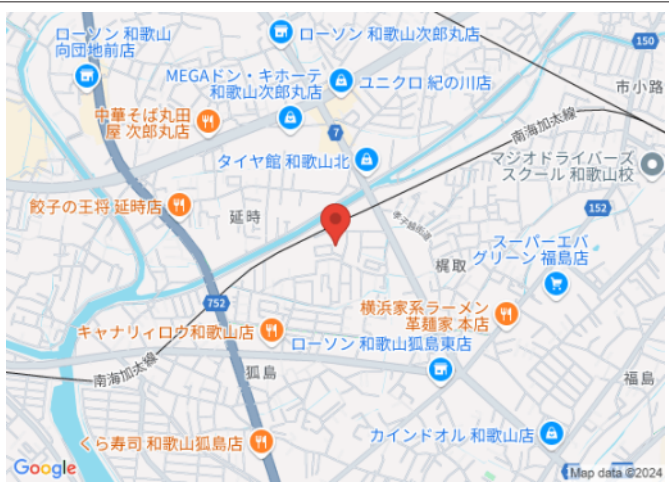 ローソン 和歌山
向団地前店
ローソン 和歌山次郎丸店
150
MEGAドン・キホーテ
和歌山次郎丸店
ユニクロ 紀の川店
市小路
中華そば丸田
屋 次郎丸店
7
南海加太線
タイヤ館 和歌山北
マジオドライバーズ
スクール 和歌山校
餃子の王将 延時店
延時
孝子越街道
152
スーパーエバ
グリーン 福島店
梶取
752
横浜家系ラーメン
革麺家 本店
キャナリィロウ和歌山店
ローソン 和歌山狐島東店
南海加太線
狐島
福島
くら寿司 和歌山狐島店
カインドオル 和歌山店
Google
Map data ©2024